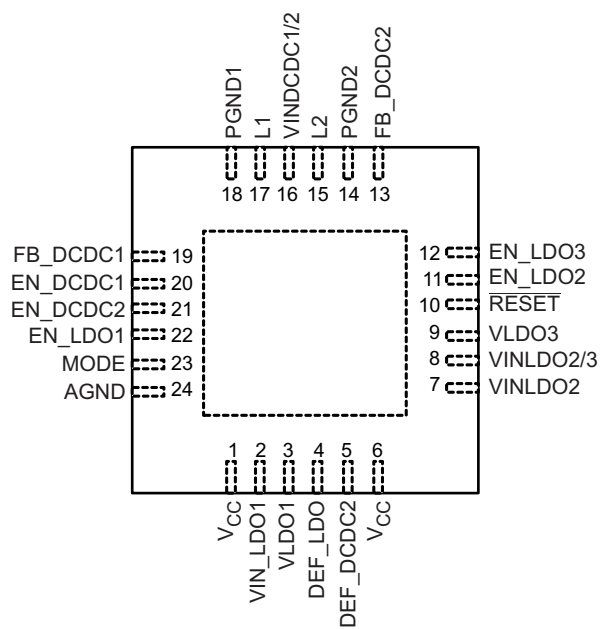 PGND1
L1
VINDCDC1/2
L2
PGND2
FB_DCDC2
18 17 16 15 14 13
FB_DCDC1 19
EN_DCDC1 20
EN_DCDC2 21
EN_LDO1 22
MODE 23
AGND 24
12 EN_LDO3
11 EN_LDO2
10 RESET
9 VLDO3
8 VINLDO2/3
7 VINLDO2
1 2 3 4 5 6
VCC
VIN_LDO1
VLDO1
DEF_LDO
DEF_DCDC2
VCC